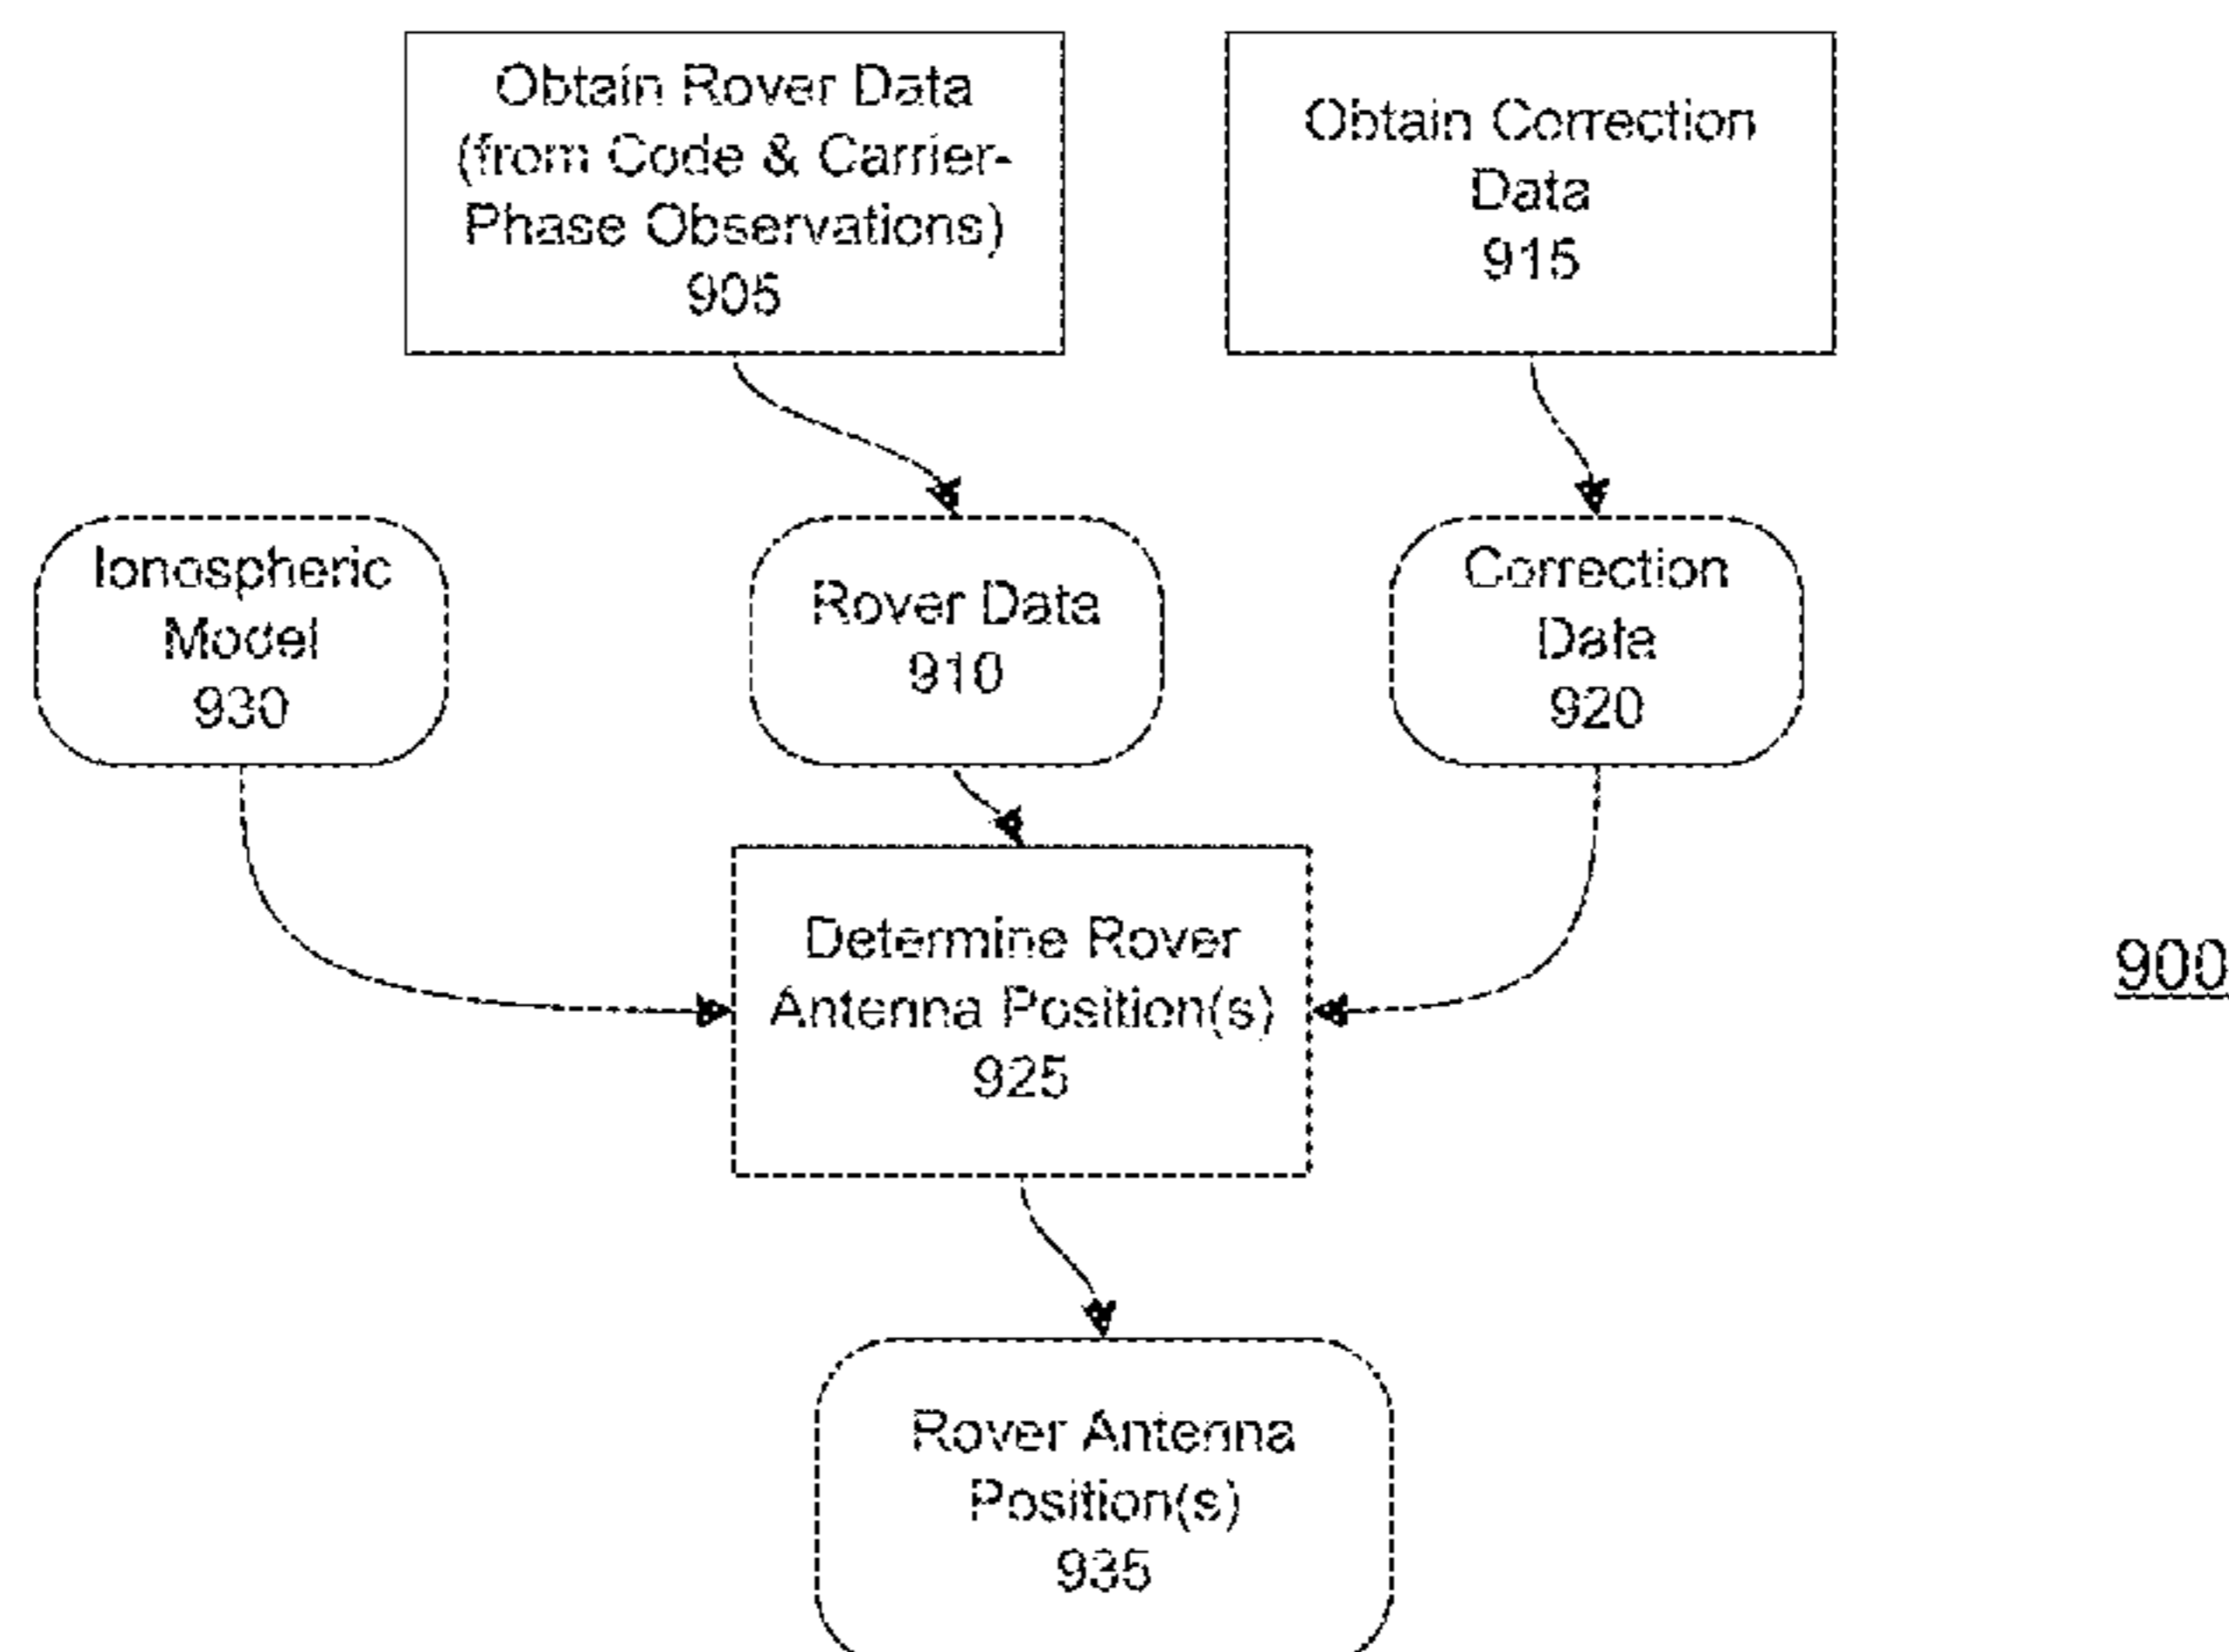 Obtain Rover Data
(from Code & Carrier-
Phase Observations)
905
Obtain Correction
Data
915
Ionospheric
Model
930
Rover Data
910
Correction
Data
920
Determine Rover
Antenna Position(s)
925
900
Rover Antenna
Position(s)
935